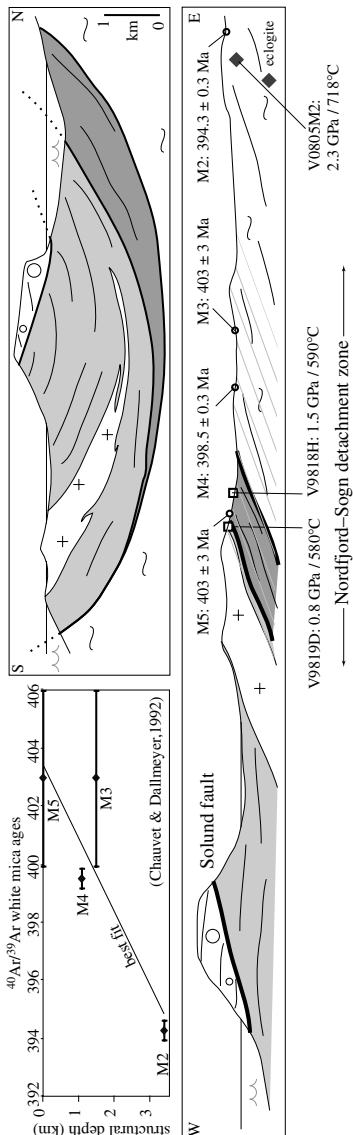 ⁴⁰Ar/³⁹Ar white mica ages
392
394
396
398
400
402
404
406
structural depth (km)
0
1
2
3
M5
M4
M3
M2
best fit
(Chauvet & Dallmeyer,1992)
S
N
1
km
0
W
E
Solund fault
M5: 403 ± 3 Ma
M4: 398.5 ± 0.3 Ma
M3: 403 ± 3 Ma
M2: 394.3 ± 0.3 Ma
eclogite
V9819D: 0.8 GPa / 580°C
V9818H: 1.5 GPa / 590°C
V0805M2:
2.3 GPa / 718°C
Nordfjord–Sogn detachment zone